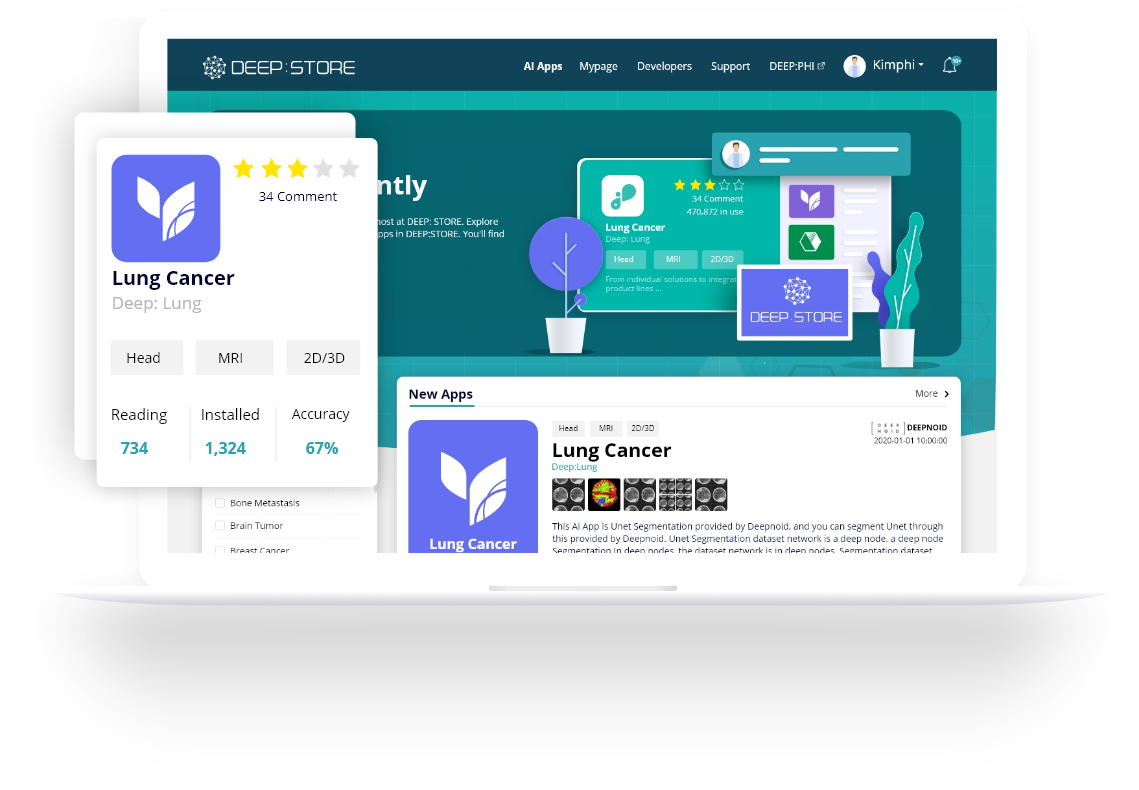 DEEP:STORE
AI Apps Mypage Developers Support DEEP:PHI Kimphi
ntly
most at DEEP: STORE. Explore
pps in DEEP:STORE. You'll find
34 Comment
Lung Cancer
Deep: Lung
Head MRI 2D/3D
Reading Installed Accuracy
734 1,324 67%
34 Comment
470,872 in use
Lung Cancer
Deep: Lung
Head MRI 2D/3D
From individual solutions to integrat
product lines ...
DEEP:STORE
New Apps More
Head MRI 2D/3D
DEEP
NOID
DEEPNOID
2020-01-01 10:00:00
Lung Cancer
Deep:Lung
This AI App is Unet Segmentation provided by Deepnoid. and you can segment Unet through
this provided by Deepnoid. Unet Segmentation dataset network is a deep node. a deep node
Segmentation in deep nodes. the dataset network is in deep nodes. Segmentation dataset
Lung Cancer
Bone Metastasis
Brain Tumor
Breast Cancer